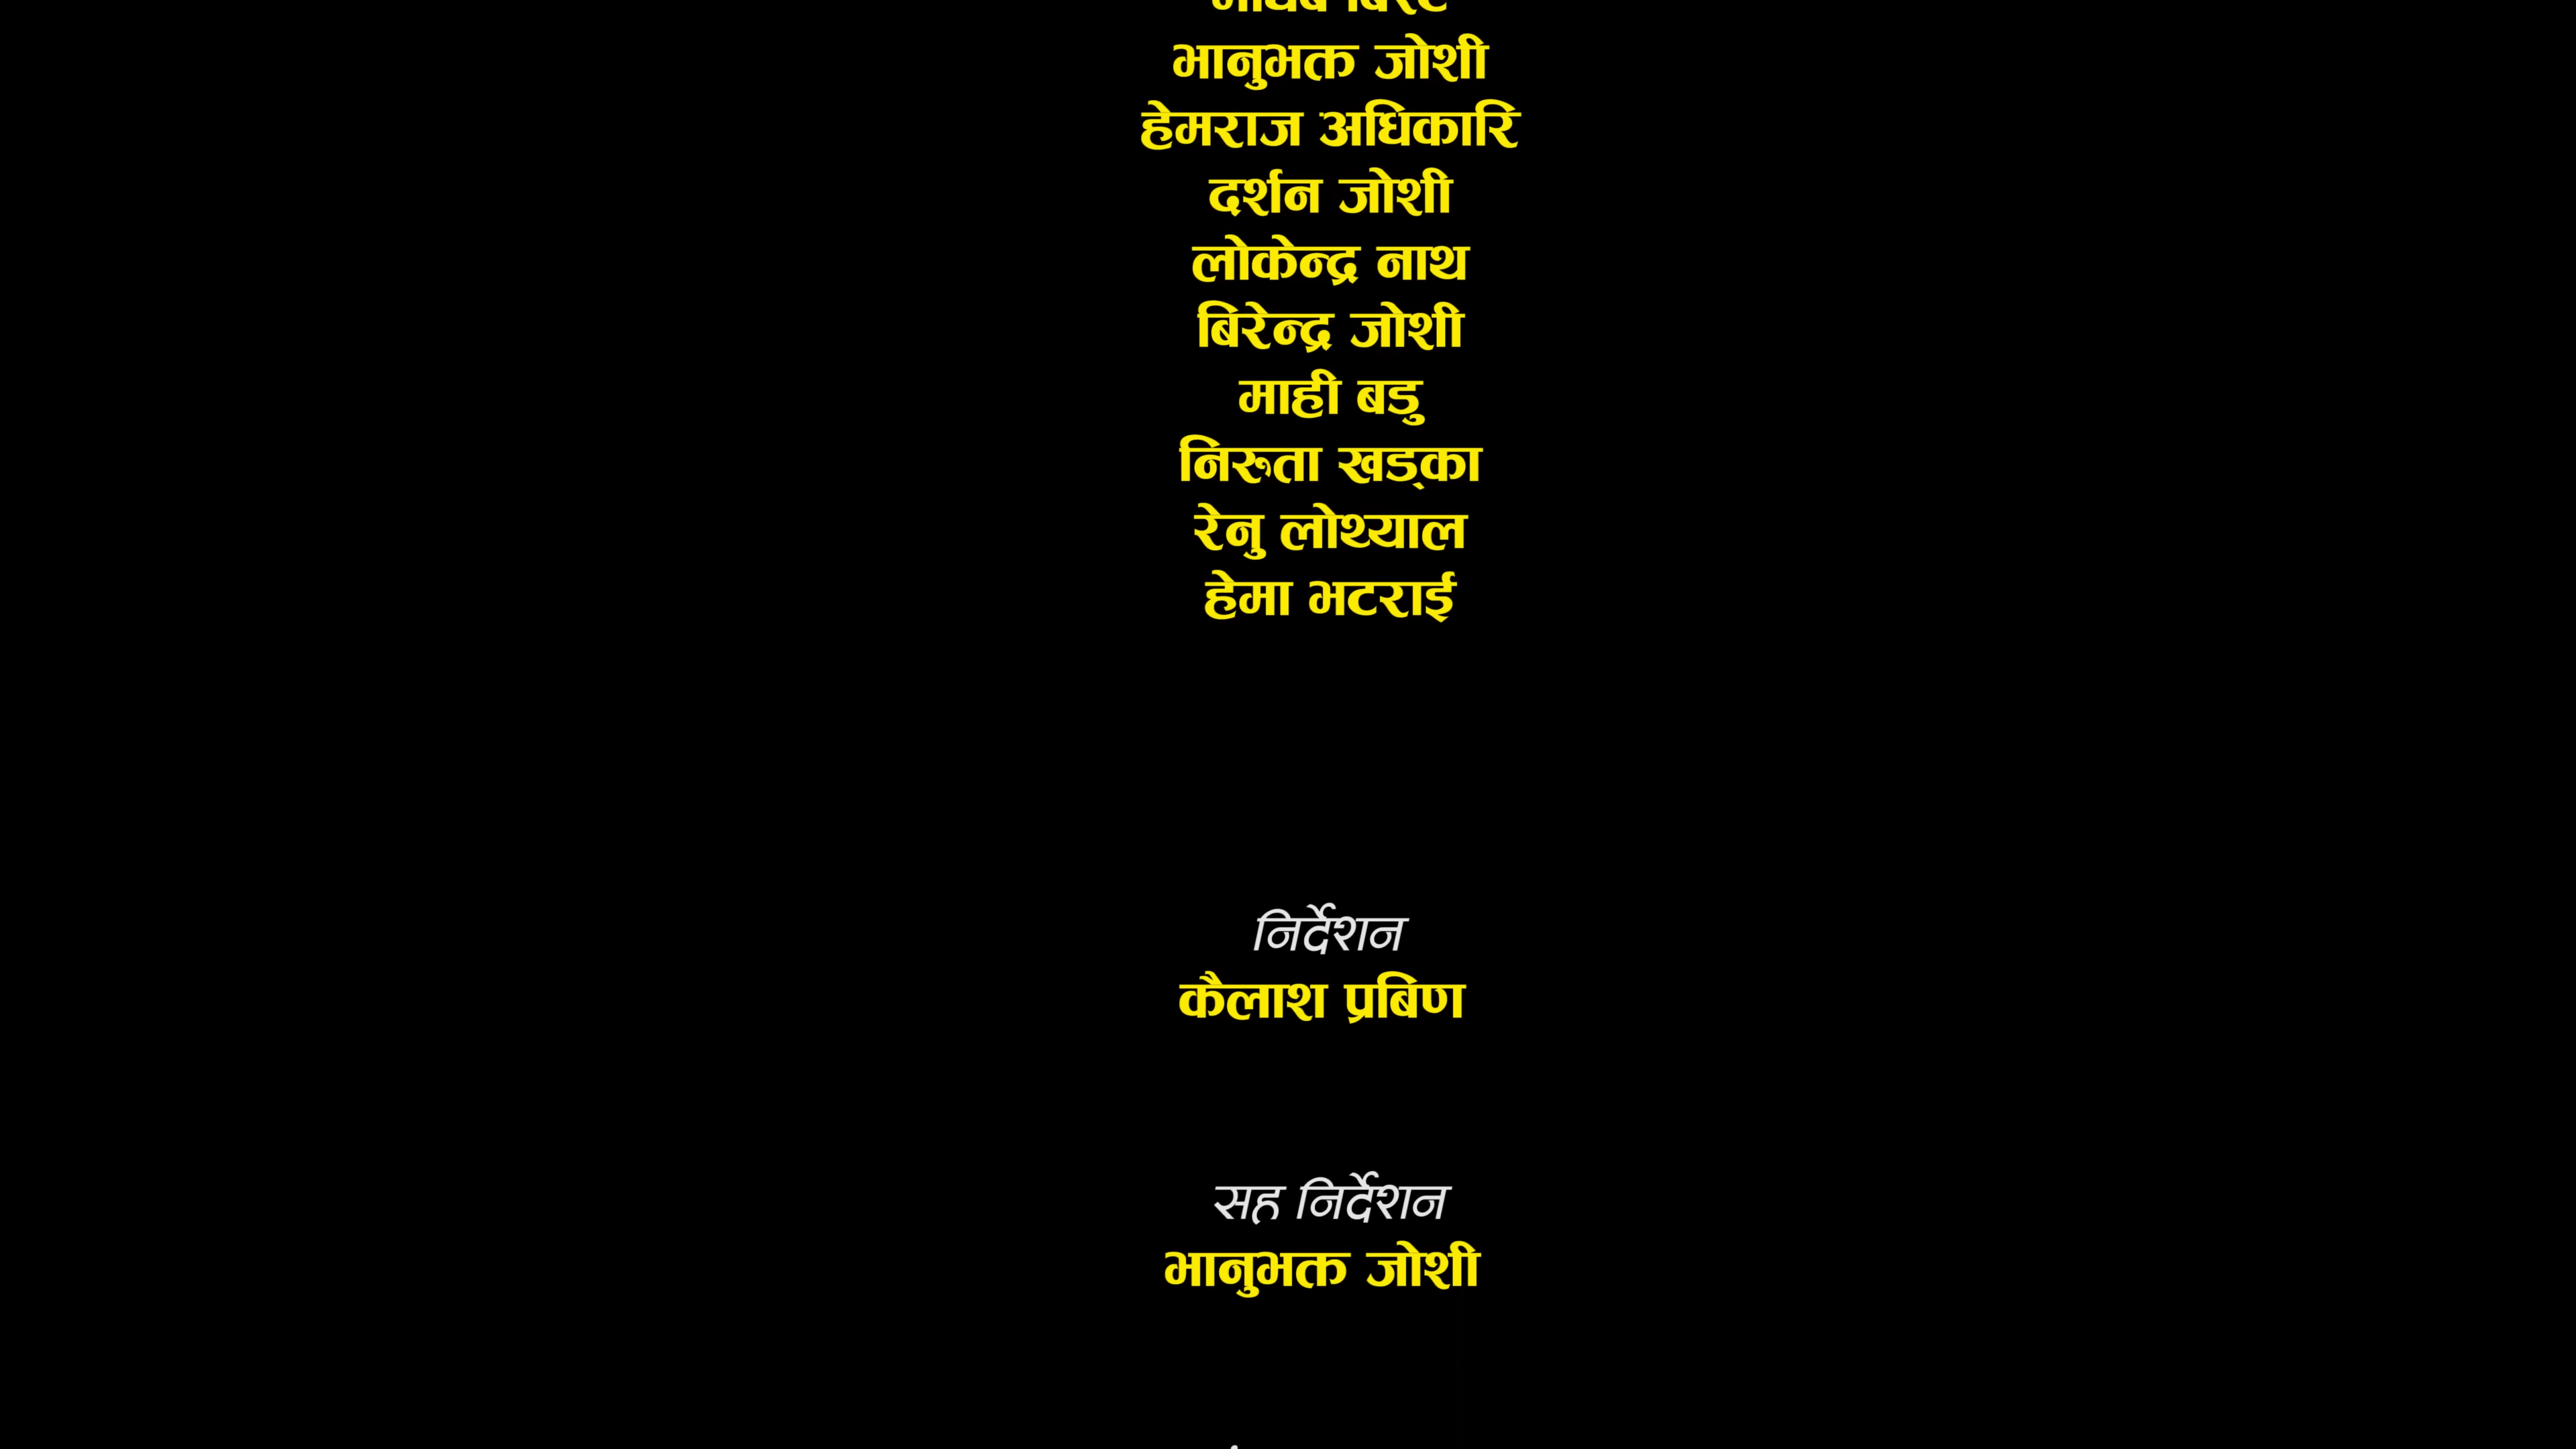 भानुभक्त जोशी
हेमराज अधिकारि
दर्शन जोशी
लोकेन्द्र नाथ
बिरेन्द्र जोशी
माही बडु
निरुता खड्का
रेनु लोथ्याल
हेमा भटराई
निर्देशन
कैलाश प्रबिण
सह निर्देशन
भानुभक्त जोशी